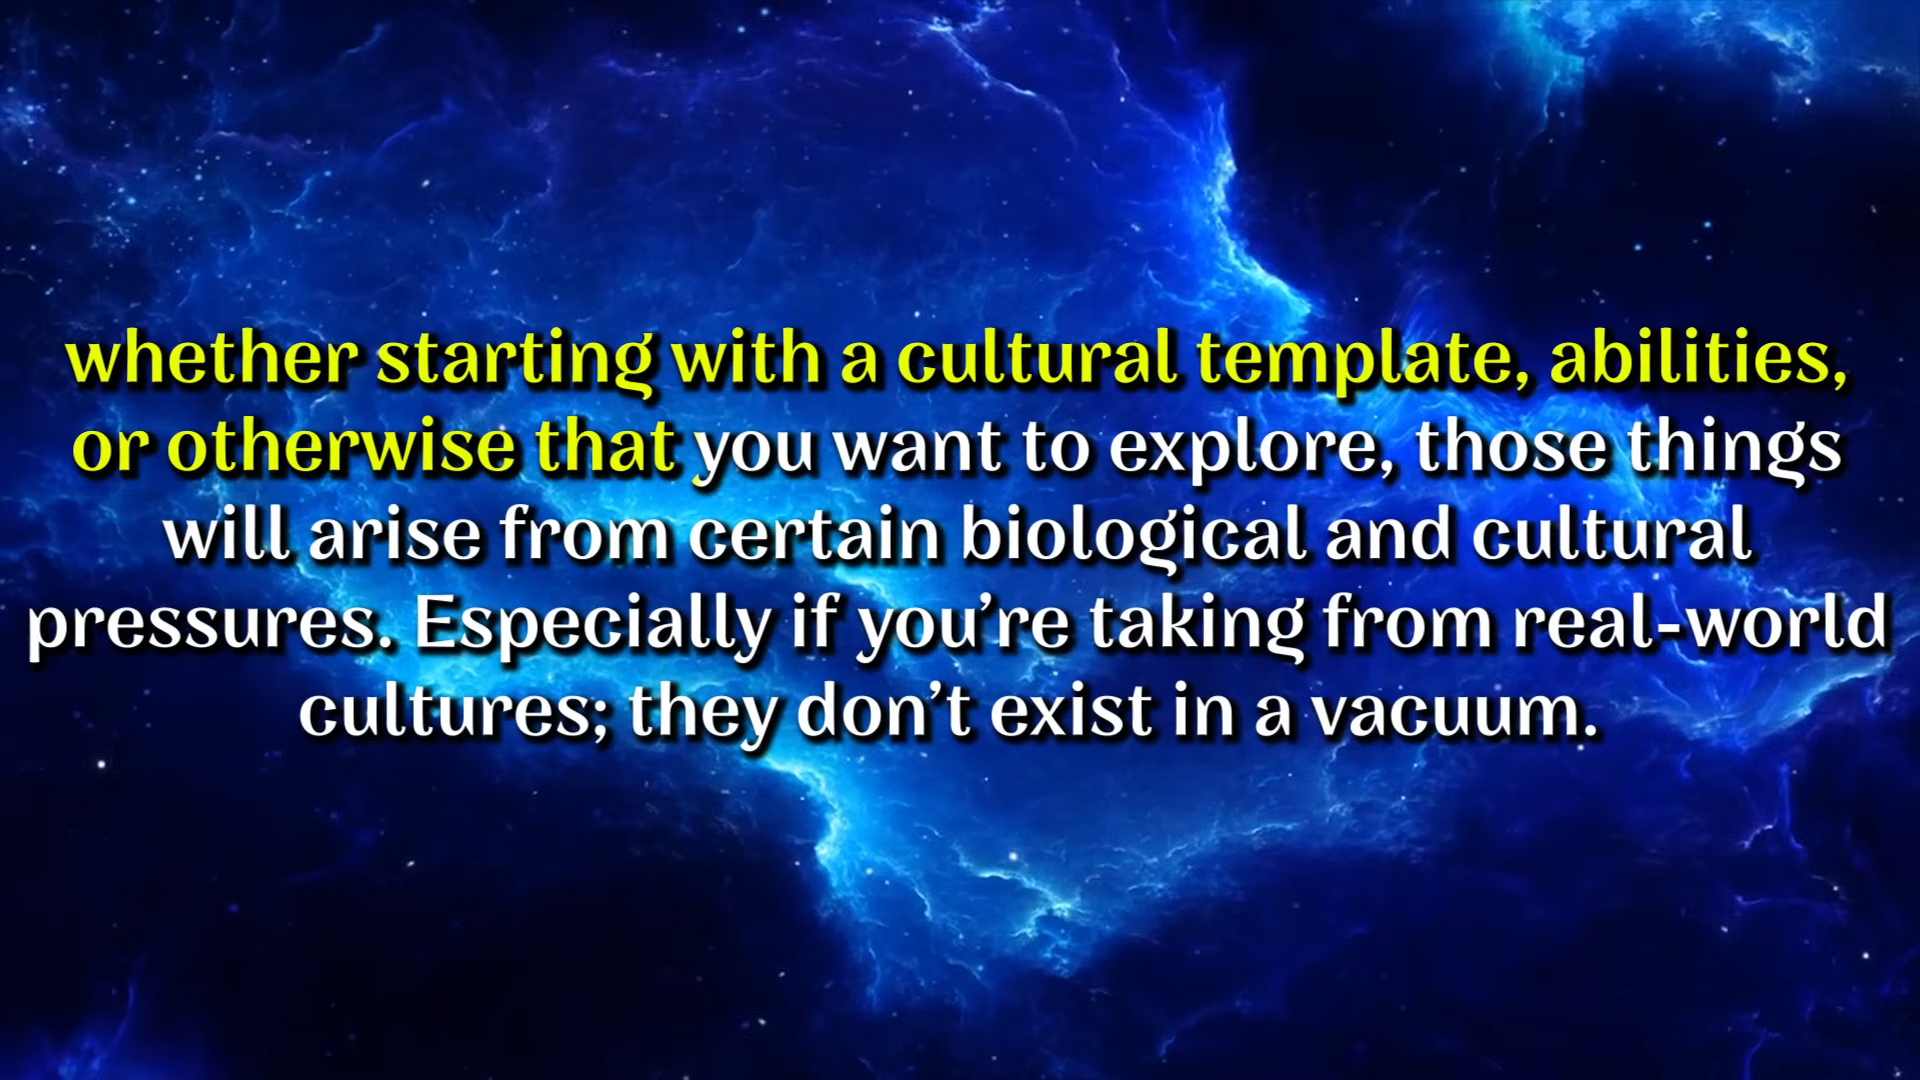 whether starting with a cultural template, abilities,
or otherwise that you want to explore, those things
will arise from certain biological and cultural
pressures. Especially if you’re taking from real-world
cultures; they don’t exist in a vacuum.